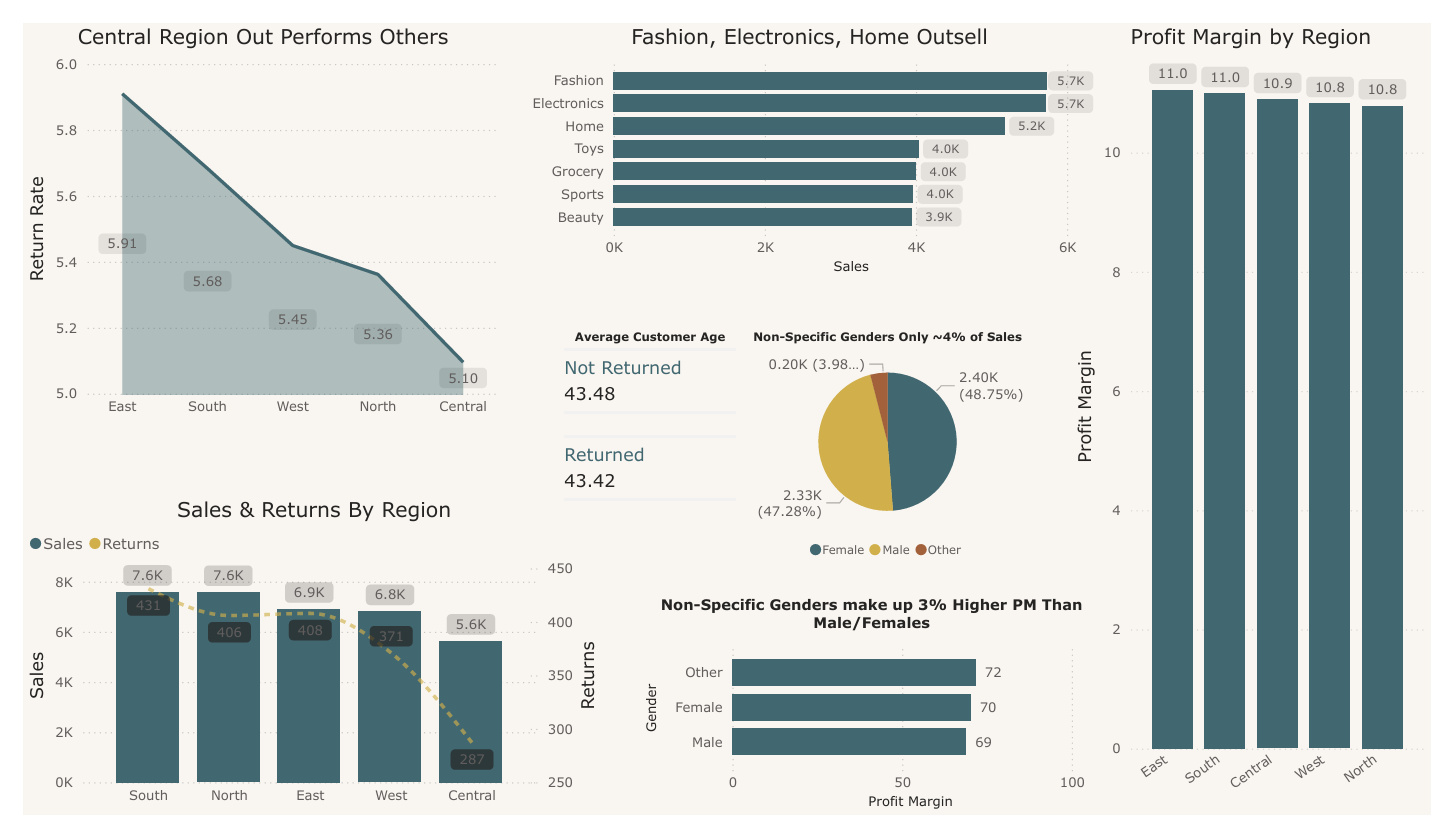 Central Region Out Performs Others
6.0
5.8
5.6
5.4
5.2
5.0
Return Rate
5.91
5.68
5.45
5.36
5.10
East
South
West
North
Central
Fashion, Electronics, Home Outsell
Fashion
5.7K
Electronics
5.7K
Home
5.2K
Toys
4.0K
Grocery
4.0K
Sports
4.0K
Beauty
3.9K
0K
2K
4K
6K
Sales
Profit Margin by Region
11.0
11.0
10.9
10.8
10.8
10
8
6
4
2
0
Profit Margin
East
South
Central
West
North
Average Customer Age
Not Returned
43.48
Returned
43.42
Non-Specific Genders Only ~4% of Sales
0.20K (3.98...)
2.40K
(48.75%)
2.33K
(47.28%)
Female
Male
Other
Sales & Returns By Region
Sales
Returns
8K
6K
4K
2K
0K
Sales
7.6K
7.6K
6.9K
6.8K
5.6K
431
406
408
371
287
450
400
350
300
250
Returns
South
North
East
West
Central
Non-Specific Genders make up 3% Higher PM Than
Male/Females
Gender
Other
72
Female
70
Male
69
0
50
100
Profit Margin